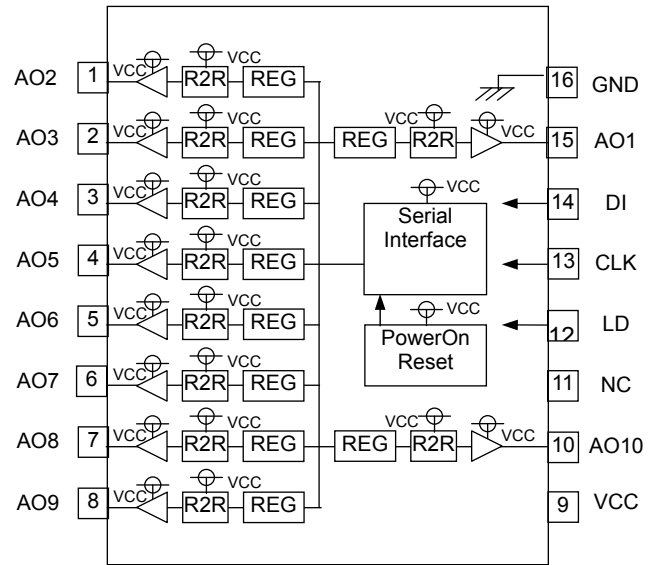 AO2 1 VCC VCC R2R REG
16 GND
AO3 2 VCC VCC R2R REG REG VCC R2R VCC 15 AO1
AO4 3 VCC VCC R2R REG
VCC
Serial
Interface
14 DI
AO5 4 VCC VCC R2R REG
13 CLK
AO6 5 VCC VCC R2R REG
VCC
PowerOn
Reset
12 LD
AO7 6 VCC VCC R2R REG
11 NC
AO8 7 VCC VCC R2R REG REG VCC R2R VCC 10 AO10
AO9 8 VCC VCC R2R REG
9 VCC